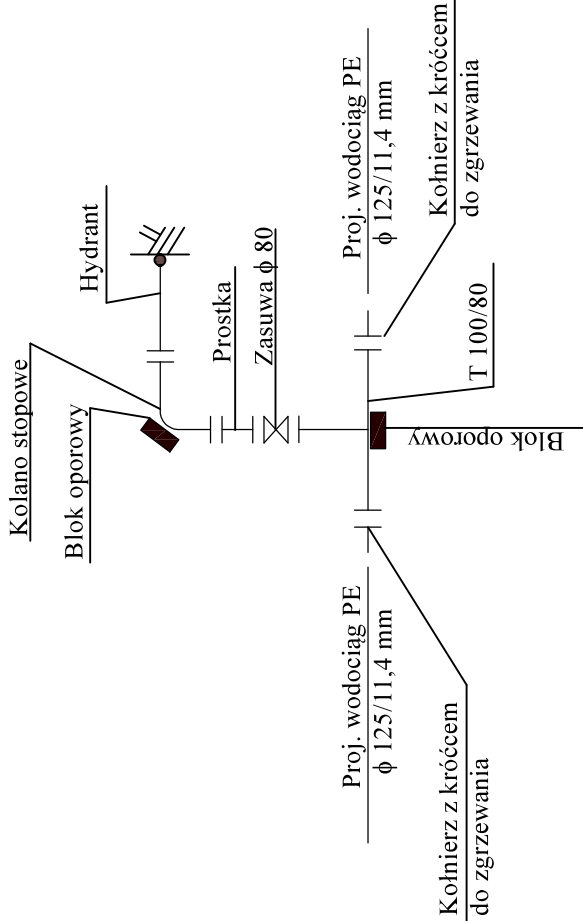 Kolano stopowe
Blok oporowy
Hydrant
Prostka
Zasuwa ϕ 80
Proj. wodociąg PE
ϕ 125/11,4 mm
Proj. wodociąg PE
ϕ 125/11,4 mm
Kołnierz z króćcem
do zgrzewania
T 100/80
Blok oporowy
Kołnierz z króćcem
do zgrzewania